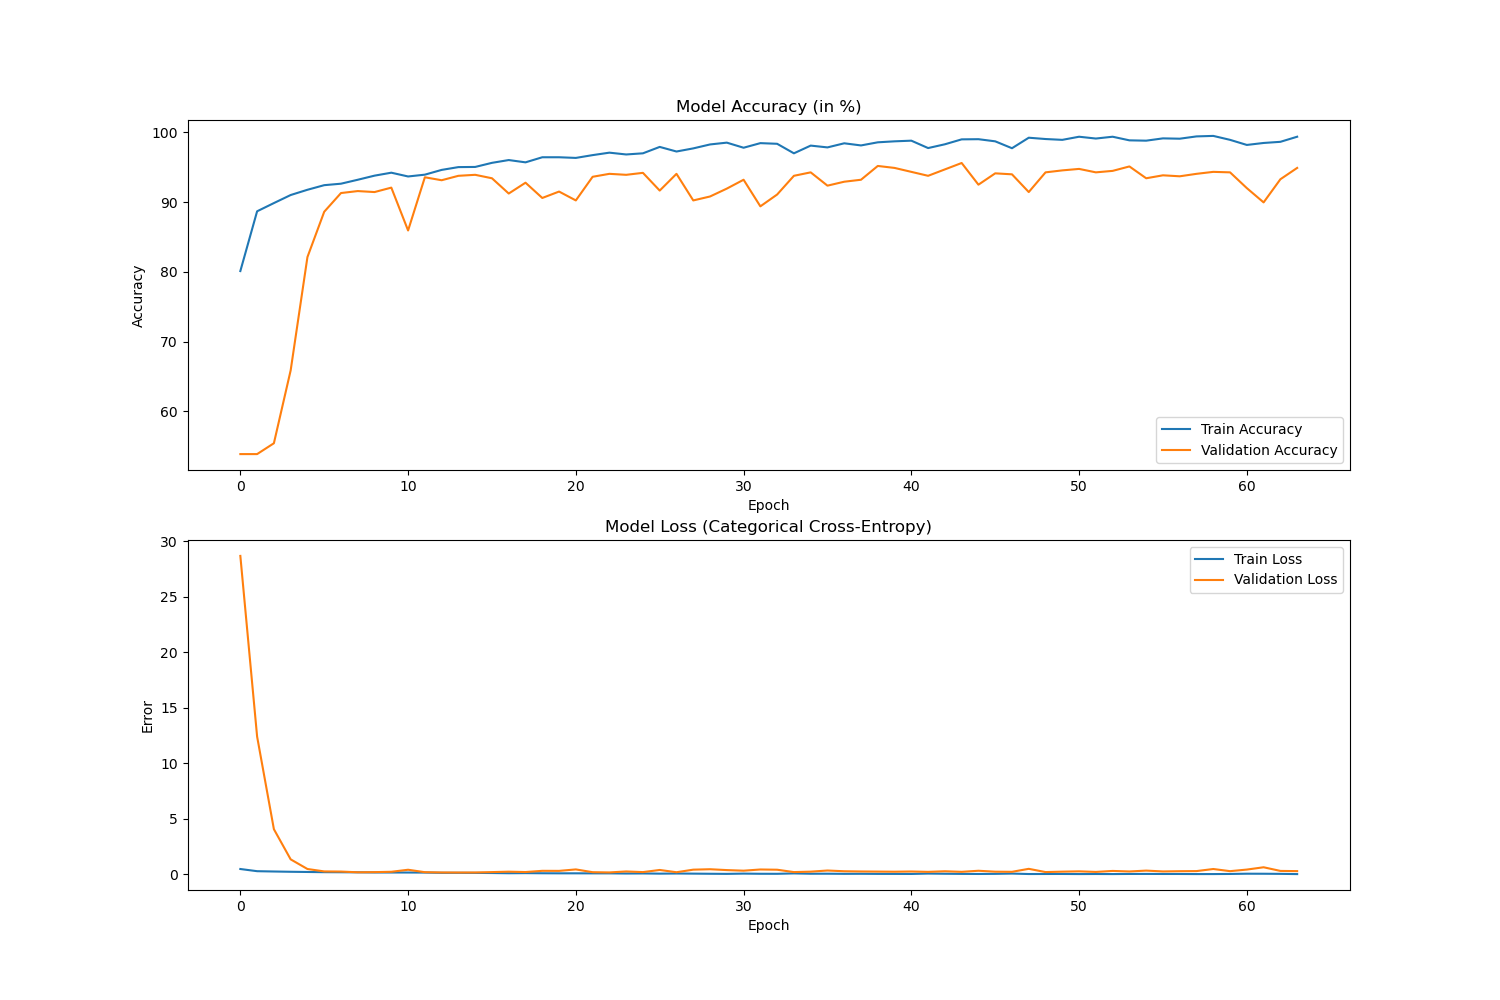 Model Accuracy (in %)
100
90
80
70
60
Accuracy
Train Accuracy
Validation Accuracy
0 10 20 30 40 50 60
Epoch
Model Loss (Categorical Cross-Entropy)
30
25
20
15
10
5
0
Error
Train Loss
Validation Loss
0 10 20 30 40 50 60
Epoch